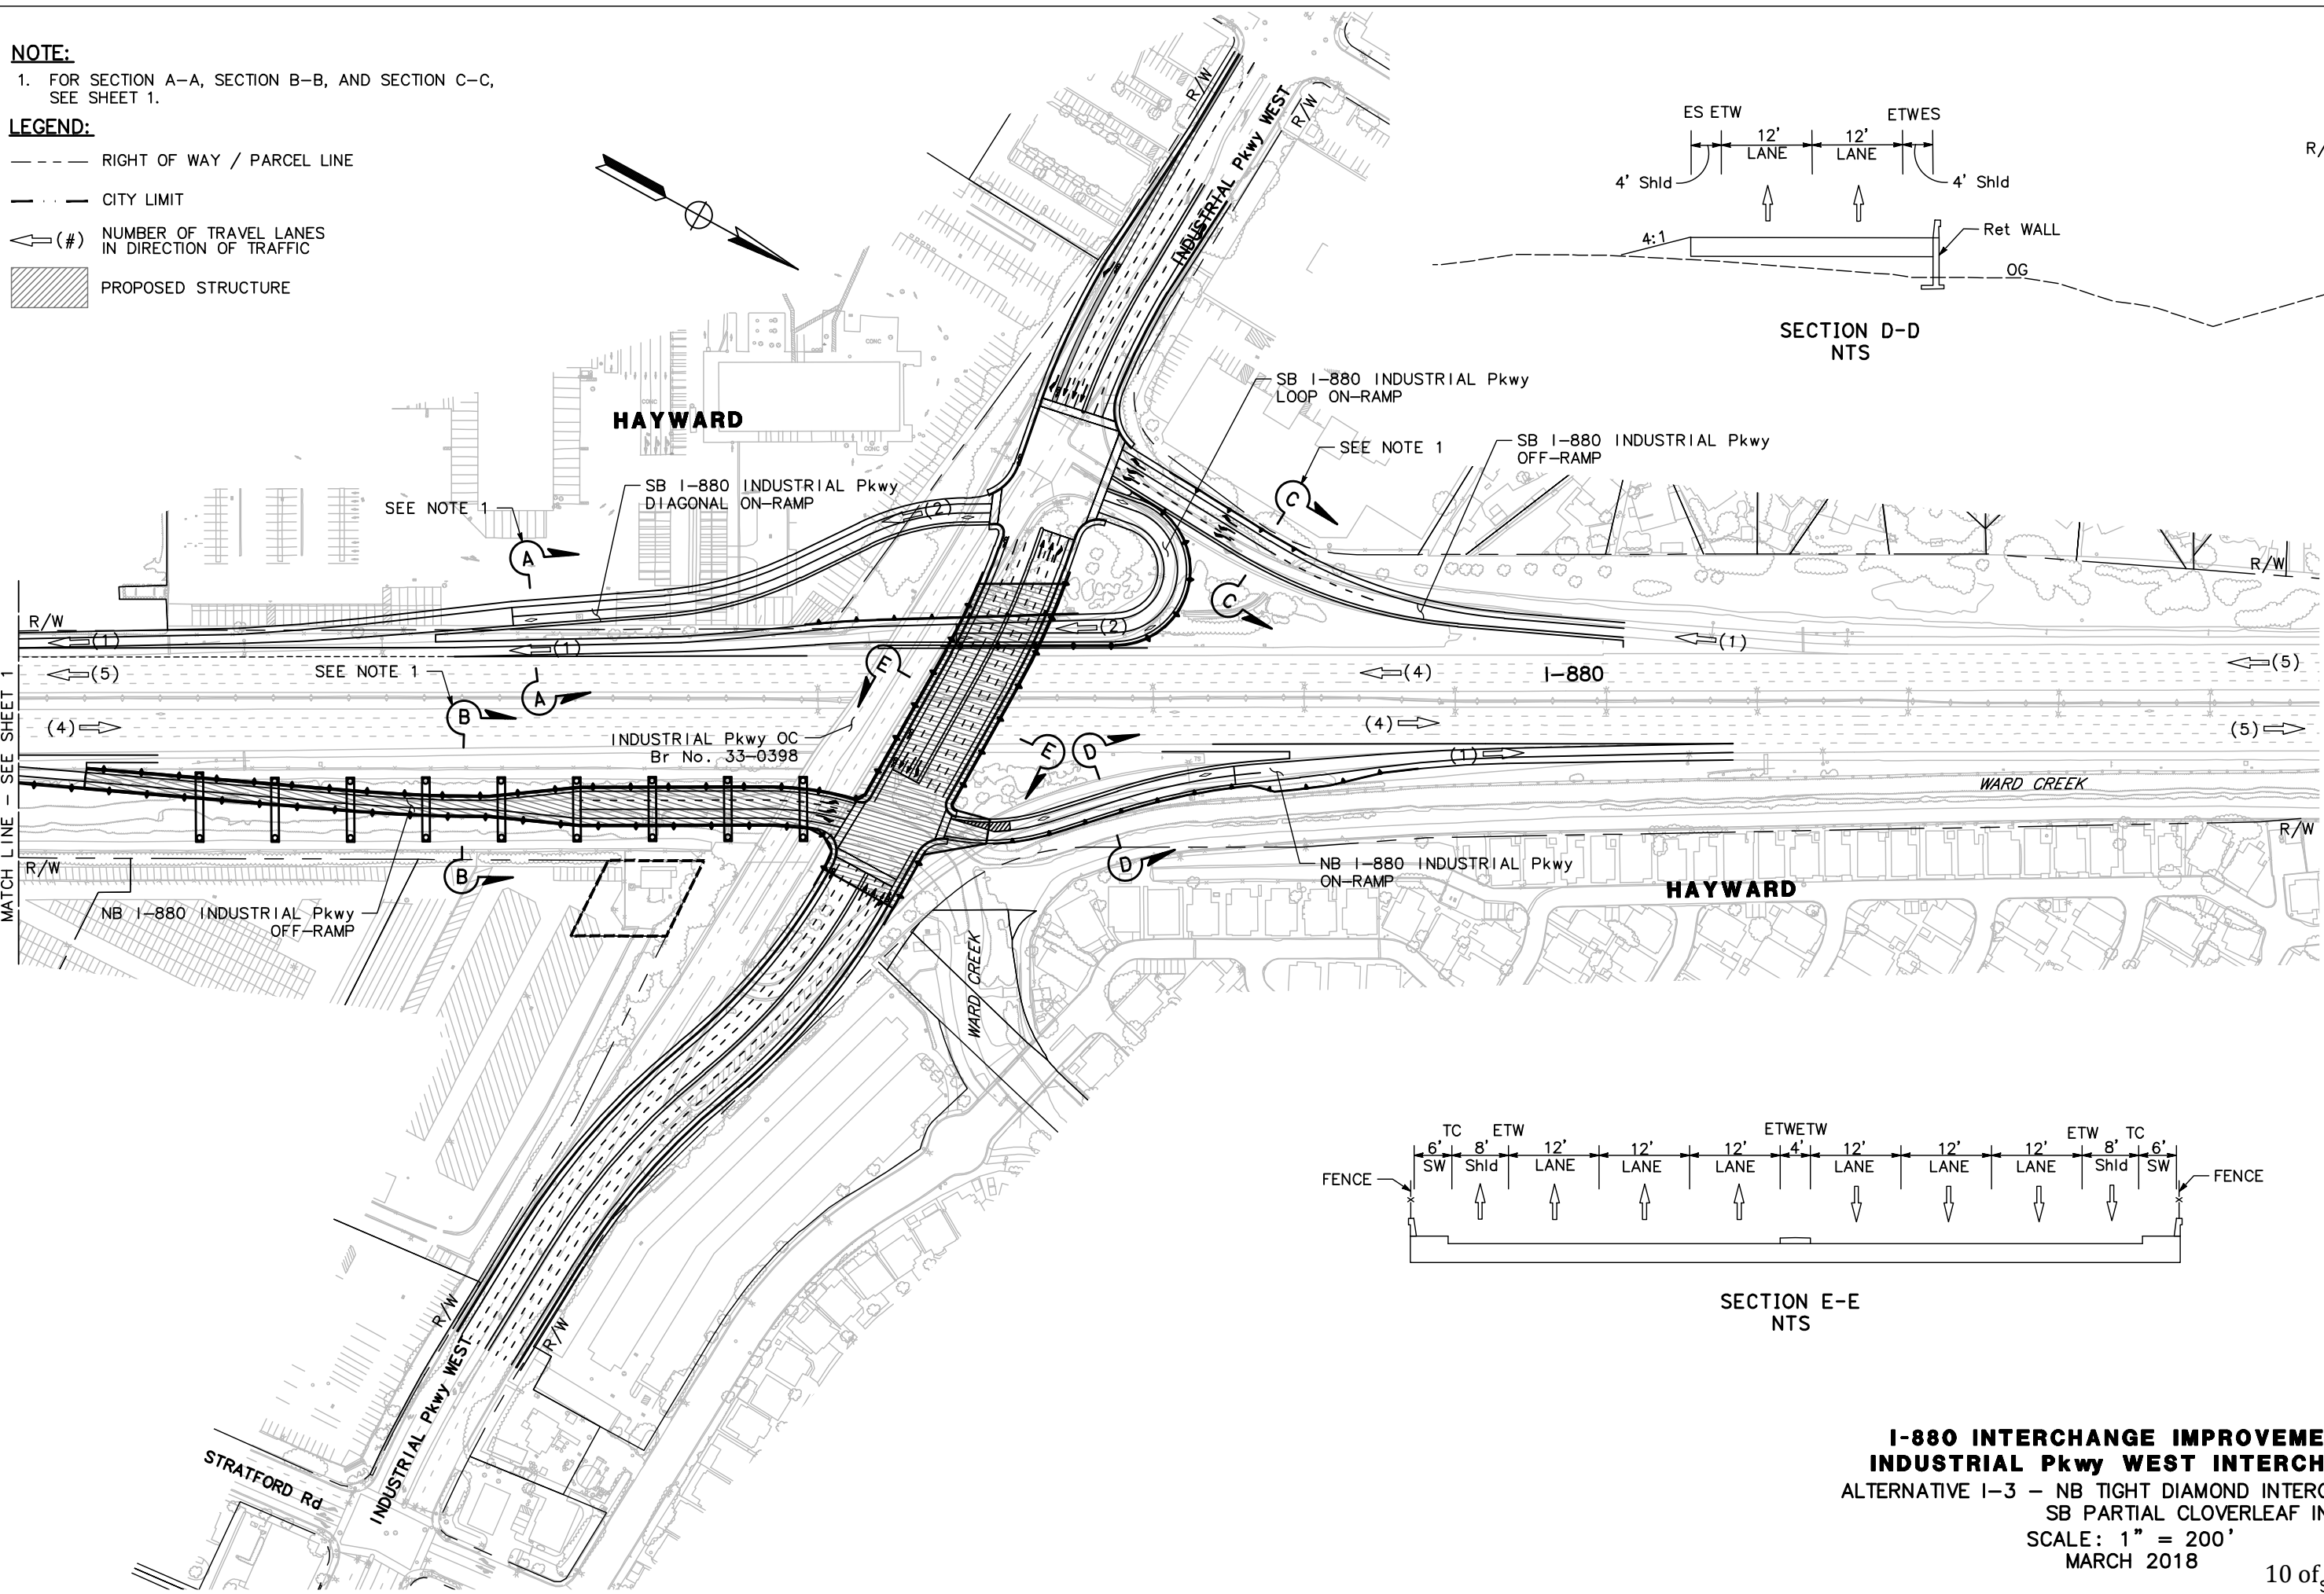 NOTE:
1. FOR SECTION A-A, SECTION B-B, AND SECTION C-C,
SEE SHEET 1.
LEGEND:
RIGHT OF WAY / PARCEL LINE
CITY LIMIT
(#) NUMBER OF TRAVEL LANES
IN DIRECTION OF TRAFFIC
PROPOSED STRUCTURE
R/W
INDUSTRIAL Pkwy WEST
R/W
ES ETW
ETWES
12'
LANE
12'
LANE
4' Shld
4' Shld
Ret WALL
4:1
OG
SECTION D-D
NTS
R/
HAYWARD
SB I-880 INDUSTRIAL Pkwy
LOOP ON-RAMP
SEE NOTE 1
C
SB I-880 INDUSTRIAL Pkwy
OFF-RAMP
SB I-880 INDUSTRIAL Pkwy
DIAGONAL ON-RAMP
SEE NOTE 1
A
(2)
CONC
CONC
CONC
C
R/W
R/W
(1)
(1)
(2)
(1)
(5)
SEE NOTE 1
A
B
E
(4)
I-880
(5)
(4)
INDUSTRIAL Pkwy OC
Br No. 33-0398
E
D
(4)
(5)
(1)
WARD CREEK
MATCH LINE - SEE SHEET 1
R/W
R/W
B
D
NB I-880 INDUSTRIAL Pkwy
OFF-RAMP
NB I-880 INDUSTRIAL Pkwy
ON-RAMP
HAYWARD
WARD CREEK
R/W
R/W
INDUSTRIAL Pkwy WEST
STRATFORD Rd
TC
ETW
ETWETW
ETW
TC
6'
SW
8'
Shld
12'
LANE
12'
LANE
12'
LANE
4'
12'
LANE
12'
LANE
12'
LANE
8'
Shld
6'
SW
FENCE
FENCE
SECTION E-E
NTS
I-880 INTERCHANGE IMPROVEME
INDUSTRIAL Pkwy WEST INTERCH
ALTERNATIVE I-3 - NB TIGHT DIAMOND INTERC
SB PARTIAL CLOVERLEAF IN
SCALE: 1" = 200'
MARCH 2018
10 of